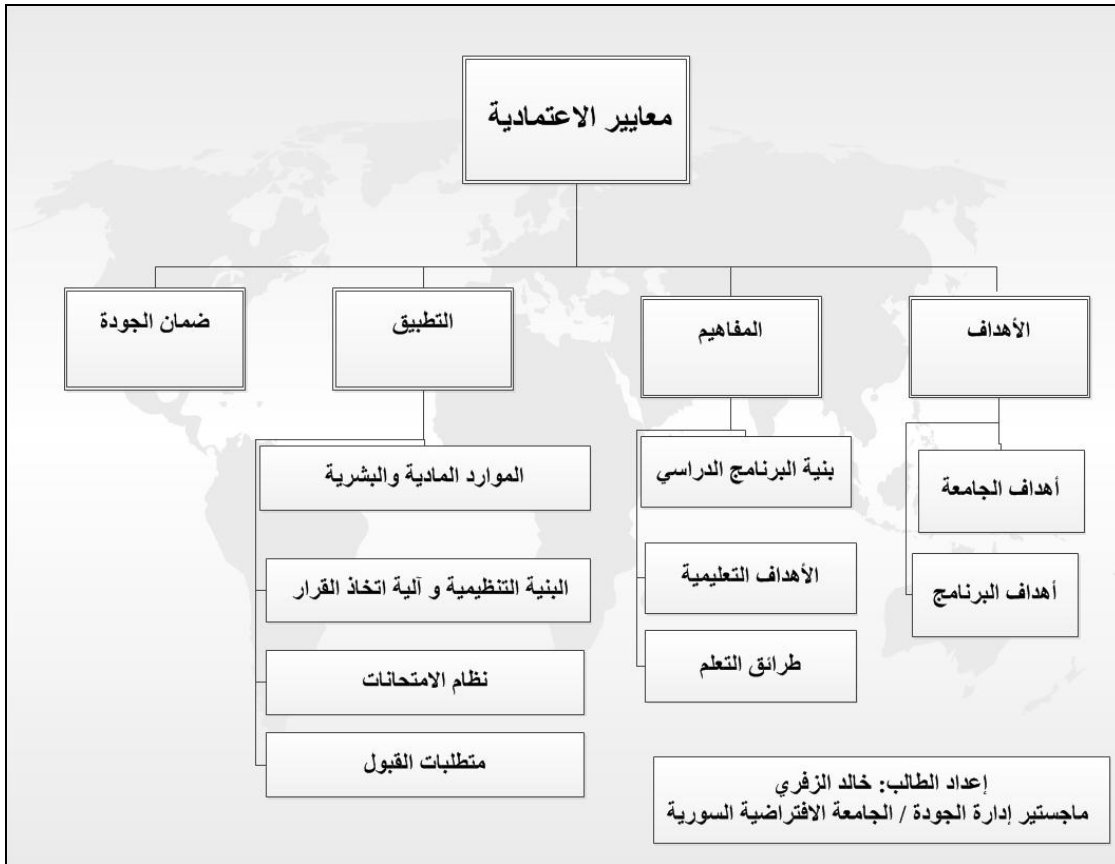 معايير الاعتمادية
الأهداف
المفاهيم
التطبيق
ضمان الجودة
أهداف الجامعة
أهداف البرنامج
بنية البرنامج الدراسي
الأهداف التعليمية
طرائق التعلم
الموارد المادية والبشرية
البنية التنظيمية و آلية اتخاذ القرار
نظام الامتحانات
متطلبات القبول
إعداد الطالب: خالد الزفري
ماجستير إدارة الجودة / الجامعة الافتراضية السورية